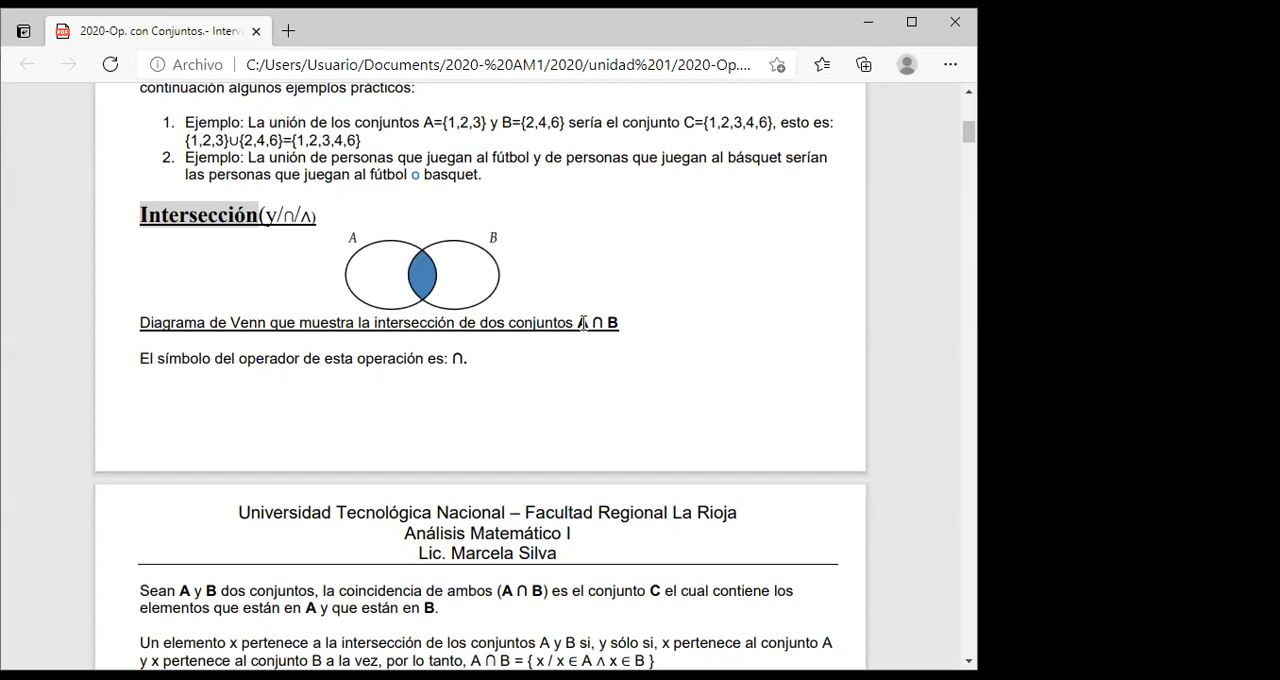 2020-Op. con Conjuntos.- Interv
Archivo
C:/Users/Usuario/Documents/2020-%20AM1/2020/unidad%201/2020-Op....
continuación algunos ejemplos prácticos:
1. Ejemplo: La unión de los conjuntos A={1,2,3} y B={2,4,6} sería el conjunto C={1,2,3,4,6}, esto es:
{1,2,3}∪{2,4,6}={1,2,3,4,6}
2. Ejemplo: La unión de personas que juegan al fútbol y de personas que juegan al básquet serían
las personas que juegan al fútbol o basquet.
Intersección(y/∩/∧)
A B
Diagrama de Venn que muestra la intersección de dos conjuntos A ∩ B
El símbolo del operador de esta operación es: ∩.
Universidad Tecnológica Nacional – Facultad Regional La Rioja
Análisis Matemático I
Lic. Marcela Silva
Sean A y B dos conjuntos, la coincidencia de ambos (A ∩ B) es el conjunto C el cual contiene los
elementos que están en A y que están en B.
Un elemento x pertenece a la intersección de los conjuntos A y B si, y sólo si, x pertenece al conjunto A
y x pertenece al conjunto B a la vez, por lo tanto, A ∩ B = { x / x ∈ A ∧ x ∈ B }